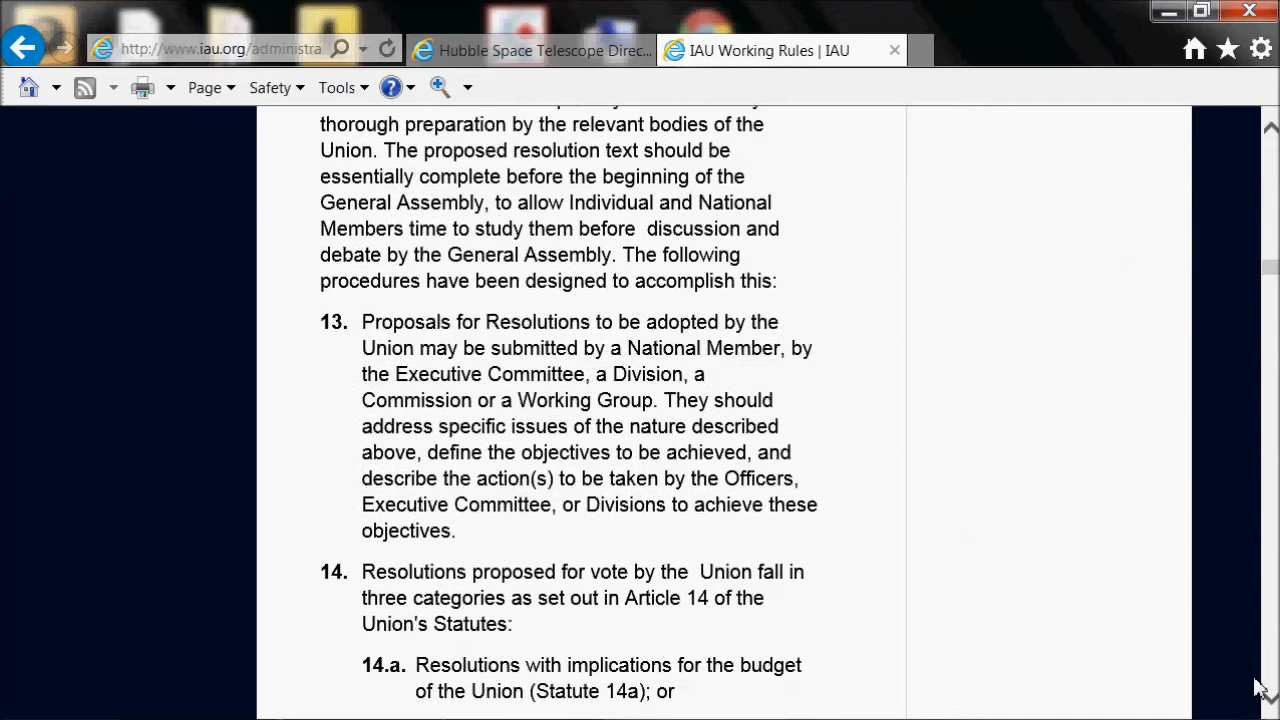 http://www.iau.org/administra
Hubble Space Telescope Direc...
IAU Working Rules | IAU
Page
Safety
Tools
thorough preparation by the relevant bodies of the
Union. The proposed resolution text should be
essentially complete before the beginning of the
General Assembly, to allow Individual and National
Members time to study them before discussion and
debate by the General Assembly. The following
procedures have been designed to accomplish this:
13. Proposals for Resolutions to be adopted by the
Union may be submitted by a National Member, by
the Executive Committee, a Division, a
Commission or a Working Group. They should
address specific issues of the nature described
above, define the objectives to be achieved, and
describe the action(s) to be taken by the Officers,
Executive Committee, or Divisions to achieve these
objectives.
14. Resolutions proposed for vote by the Union fall in
three categories as set out in Article 14 of the
Union's Statutes:
14.a. Resolutions with implications for the budget
of the Union (Statute 14a); or